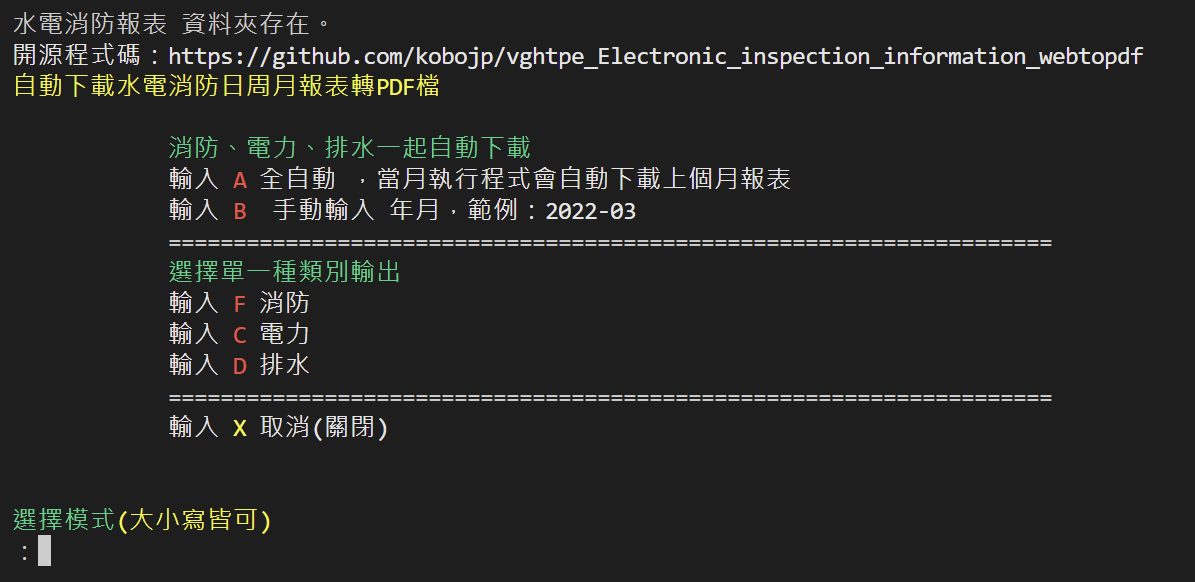 水電消防報表 資料夾存在。
開源程式碼：https://github.com/kobojp/vghtpe_Electronic_inspection_information_webtopdf
自動下載水電消防日周月報表轉PDF檔
消防、電力、排水一起自動下載
輸入 A 全自動 ，當月執行程式會自動下載上個月報表
輸入 B 手動輸入 年月，範例：2022-03
====================================================================
選擇單一種類別輸出
輸入 F 消防
輸入 C 電力
輸入 D 排水
====================================================================
輸入 X 取消(關閉)
選擇模式(大小寫皆可)
：